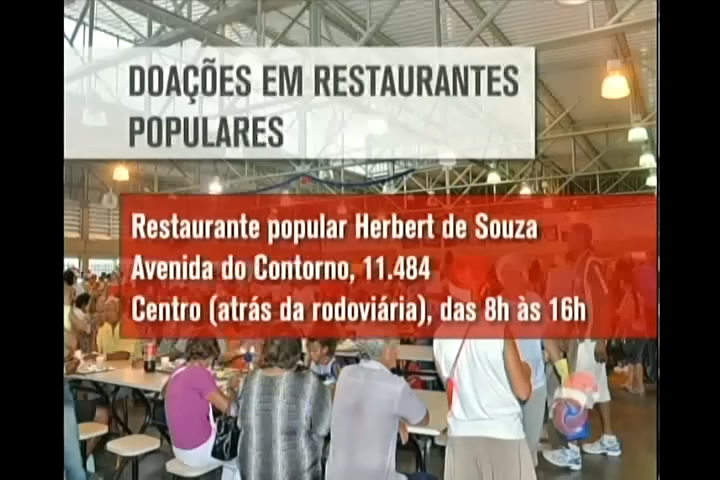 DOAÇÕES EM RESTAURANTES
POPULARES
Restaurante popular Herbert de Souza
Avenida do Contorno, 11.484
Centro (atrás da rodoviária), das 8h às 16h